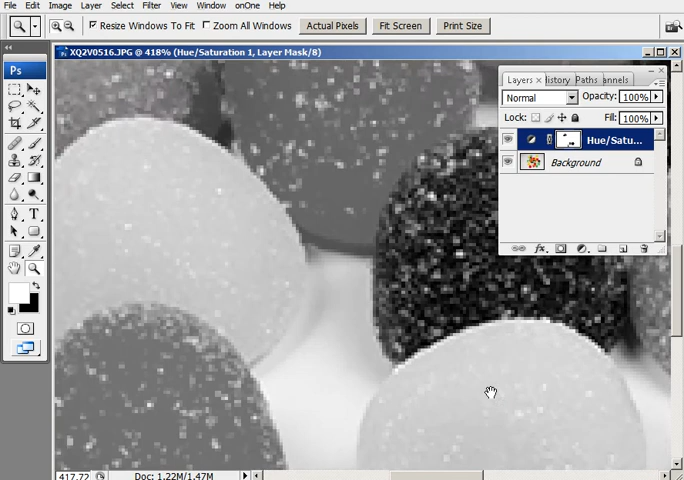 File Edit Image Layer Select Filter View Window onOne Help
Resize Windows To Fit Zoom All Windows Actual Pixels Fit Screen Print Size
XQ2V0516.JPG @ 418% (Hue/Saturation 1, Layer Mask/8)
Ps
Layers × History Paths
Normal Opacity: 100%
Lock: Fill: 100%
Hue/Satu...
Background
fx
T
417.72 Doc: 1.22M/1.47M